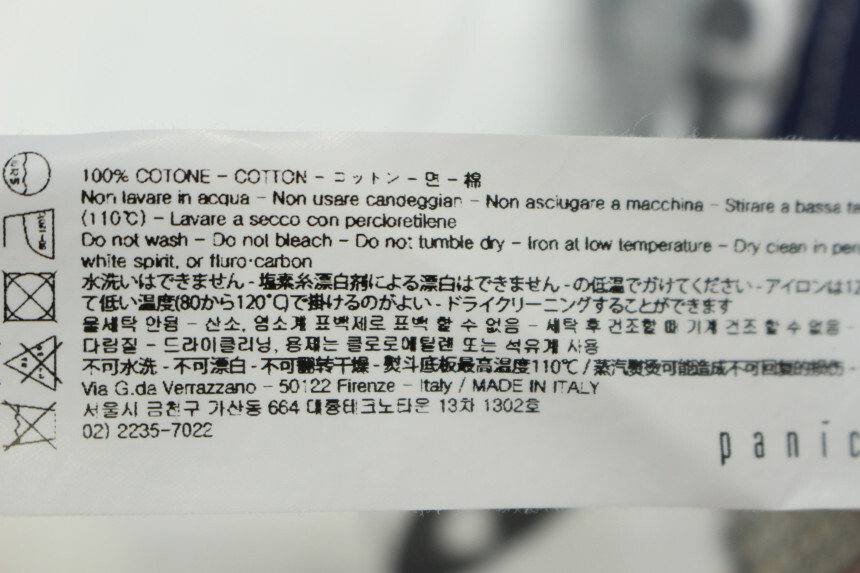 100% COTONE - COTTON - コットン - 면 - 棉
Non lavare in acqua - Non usare candeggian - Non asciugare a macchina - Stirare a bassa te
(110℃) - Lavare a secco con percloretilene
Do not wash - Do not bleach - Do not tumble dry - Iron at low temperature - Dry clean in per
white spirit, or fluro-carbon
水洗いはできません - 塩素糸漂白剤による漂白はできません - の低温でがけてください - アイロンは12
て低い温度(80から120℃)で掛けるのがよい - ドライクリーニングすることができます
물세탁 안됨 - 산소, 염소계 표백제로 표백 할 수 없음 - 세탁 후 건조할 때 기계 건조 할 수 없음 -
다림질 - 드라이클리닝, 용제는 클로로에틸렌 또는 석유계 사용
不可水洗 - 不可漂白 - 不可翻转干燥 - 熨斗底板最高温度110℃ / 蒸汽熨烫可能造成不可回复的损伤 -
Via G.da Verrazzano - 50122 Firenze - Italy / MADE IN ITALY
서울시 금천구 가산동 664 대륭테크노타운 13차 1302호
02) 2235-7022
panic